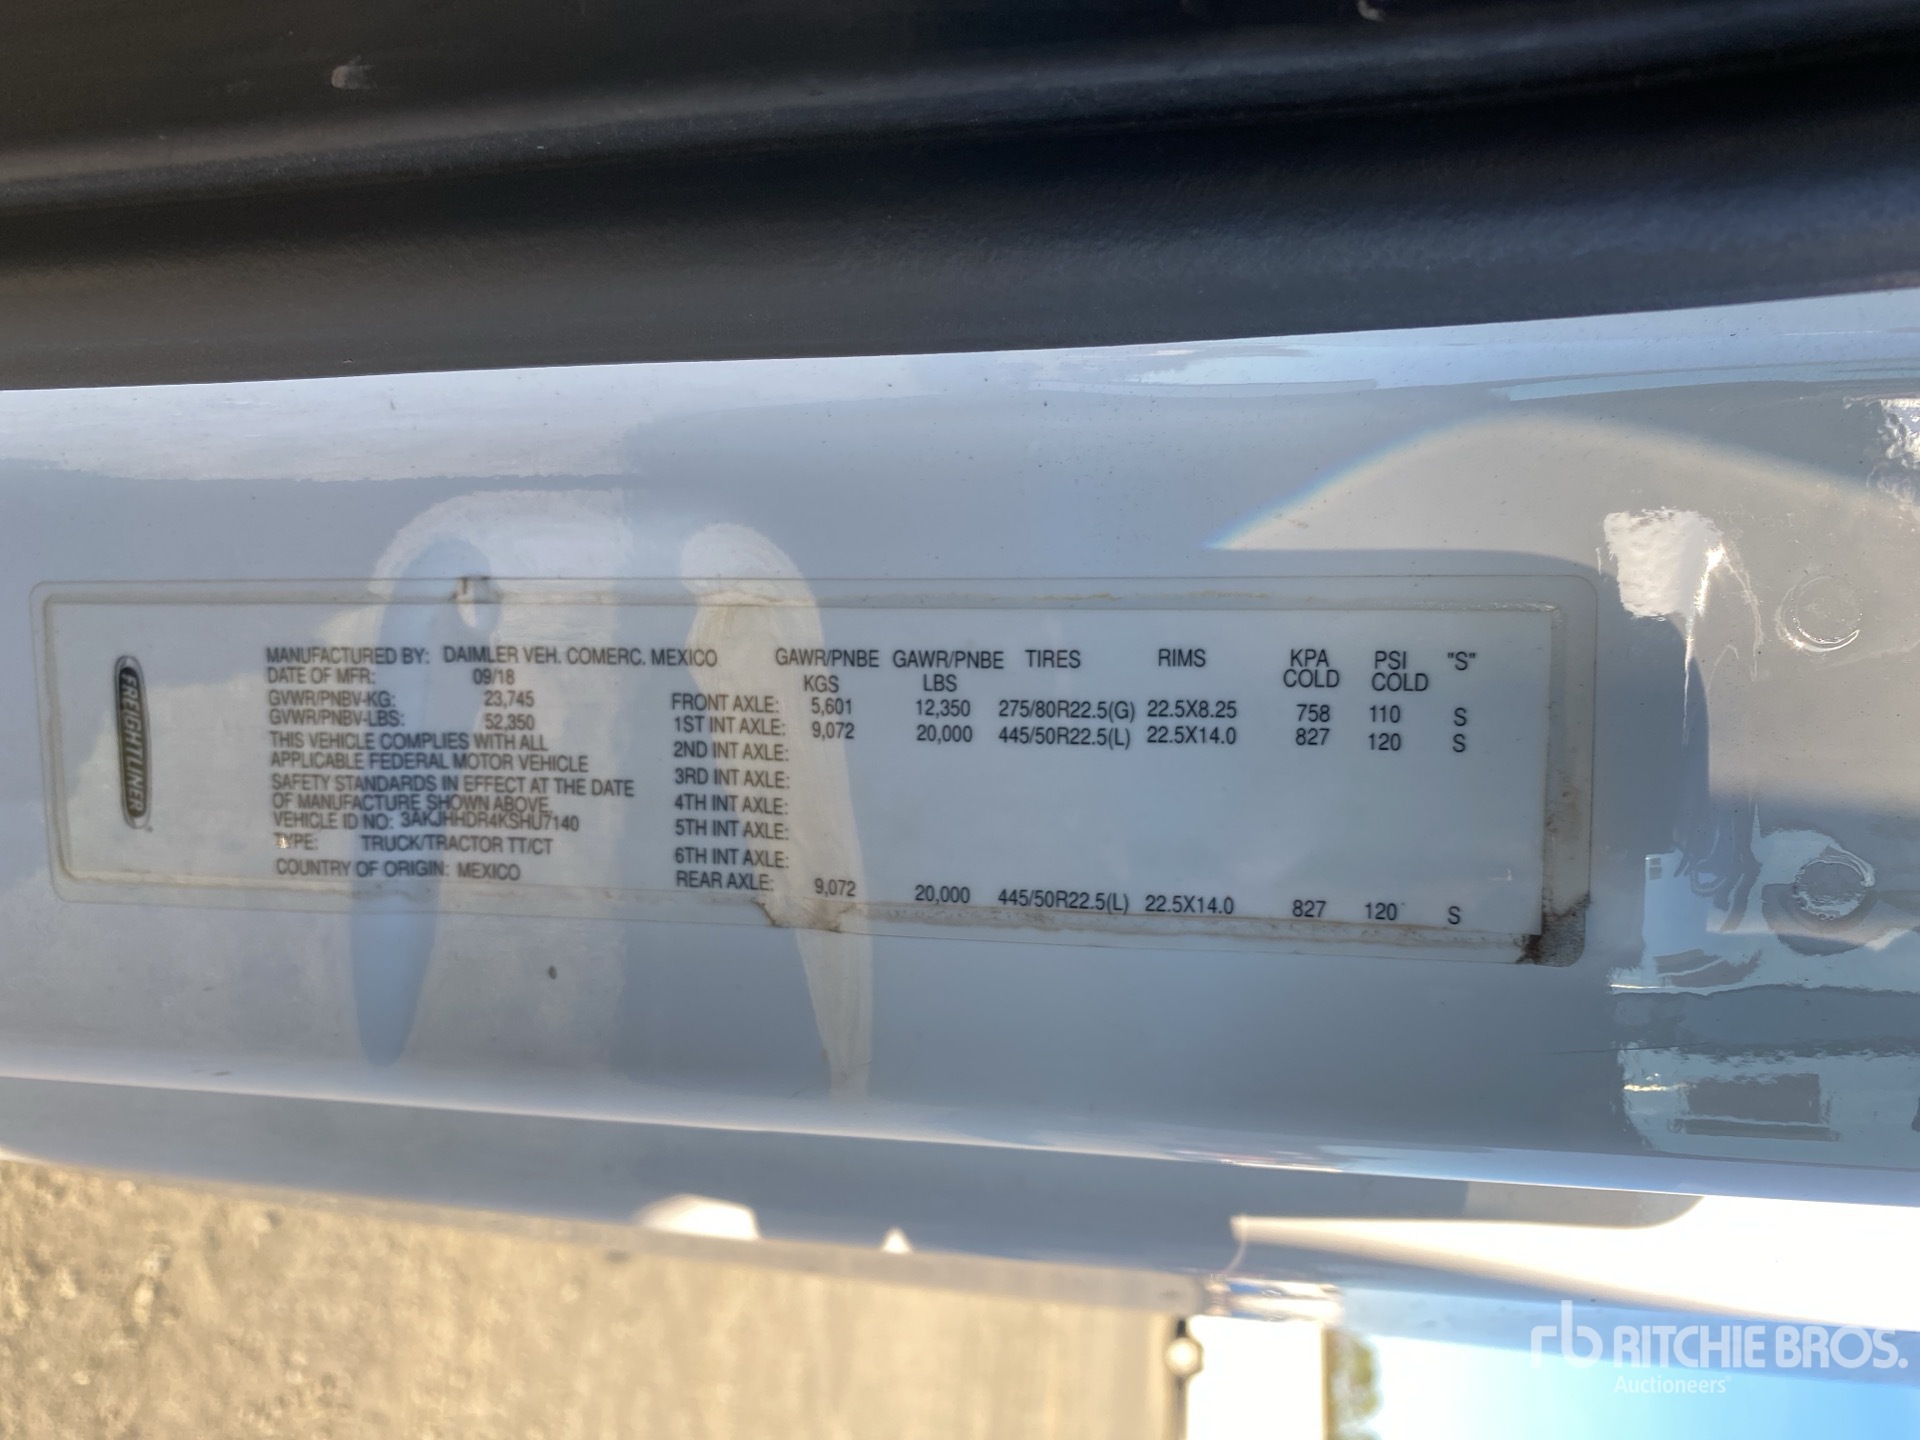 FREIGHTLINER
MANUFACTURED BY: DAIMLER VEH. COMERC. MEXICO
DATE OF MFR: 09/18
GVWR/PNBV-KG: 23,745
GVWR/PNBV-LBS: 52,350
THIS VEHICLE COMPLIES WITH ALL
APPLICABLE FEDERAL MOTOR VEHICLE
SAFETY STANDARDS IN EFFECT AT THE DATE
OF MANUFACTURE SHOWN ABOVE.
VEHICLE ID NO: 3AKJHHDR4KSHU7140
TYPE: TRUCK/TRACTOR TT/CT
COUNTRY OF ORIGIN: MEXICO
GAWR/PNBE GAWR/PNBE TIRES RIMS KPA PSI "S"
KGS LBS COLD COLD
FRONT AXLE: 5,601 12,350 275/80R22.5(G) 22.5X8.25 758 110 S
1ST INT AXLE: 9,072 20,000 445/50R22.5(L) 22.5X14.0 827 120 S
2ND INT AXLE:
3RD INT AXLE:
4TH INT AXLE:
5TH INT AXLE:
6TH INT AXLE:
REAR AXLE: 9,072 20,000 445/50R22.5(L) 22.5X14.0 827 120 S
rb RITCHIE BROS.
Auctioneers